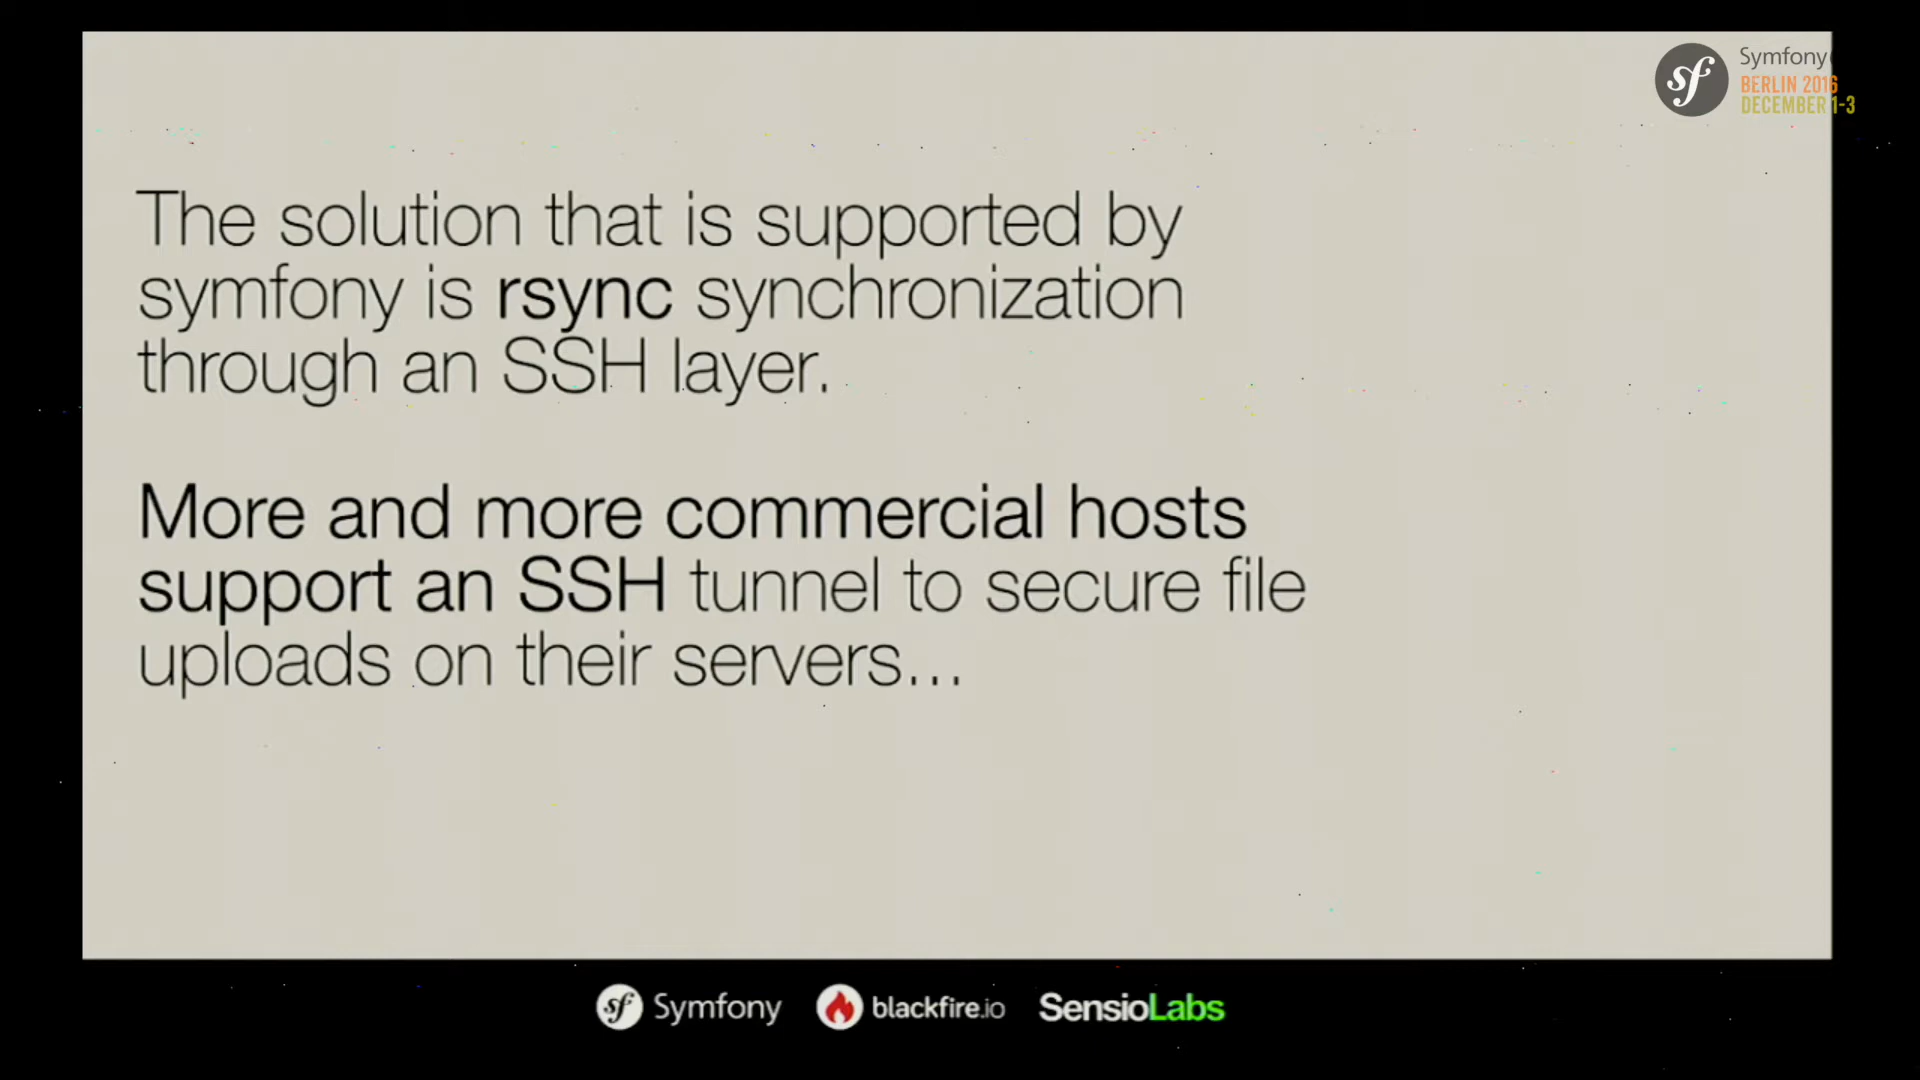 Symfony
BERLIN 2016
DECEMBER 1-3
The solution that is supported by
symfony is rsync synchronization
through an SSH layer.
More and more commercial hosts
support an SSH tunnel to secure file
uploads on their servers...
sf Symfony
blackfire.io
SensioLabs